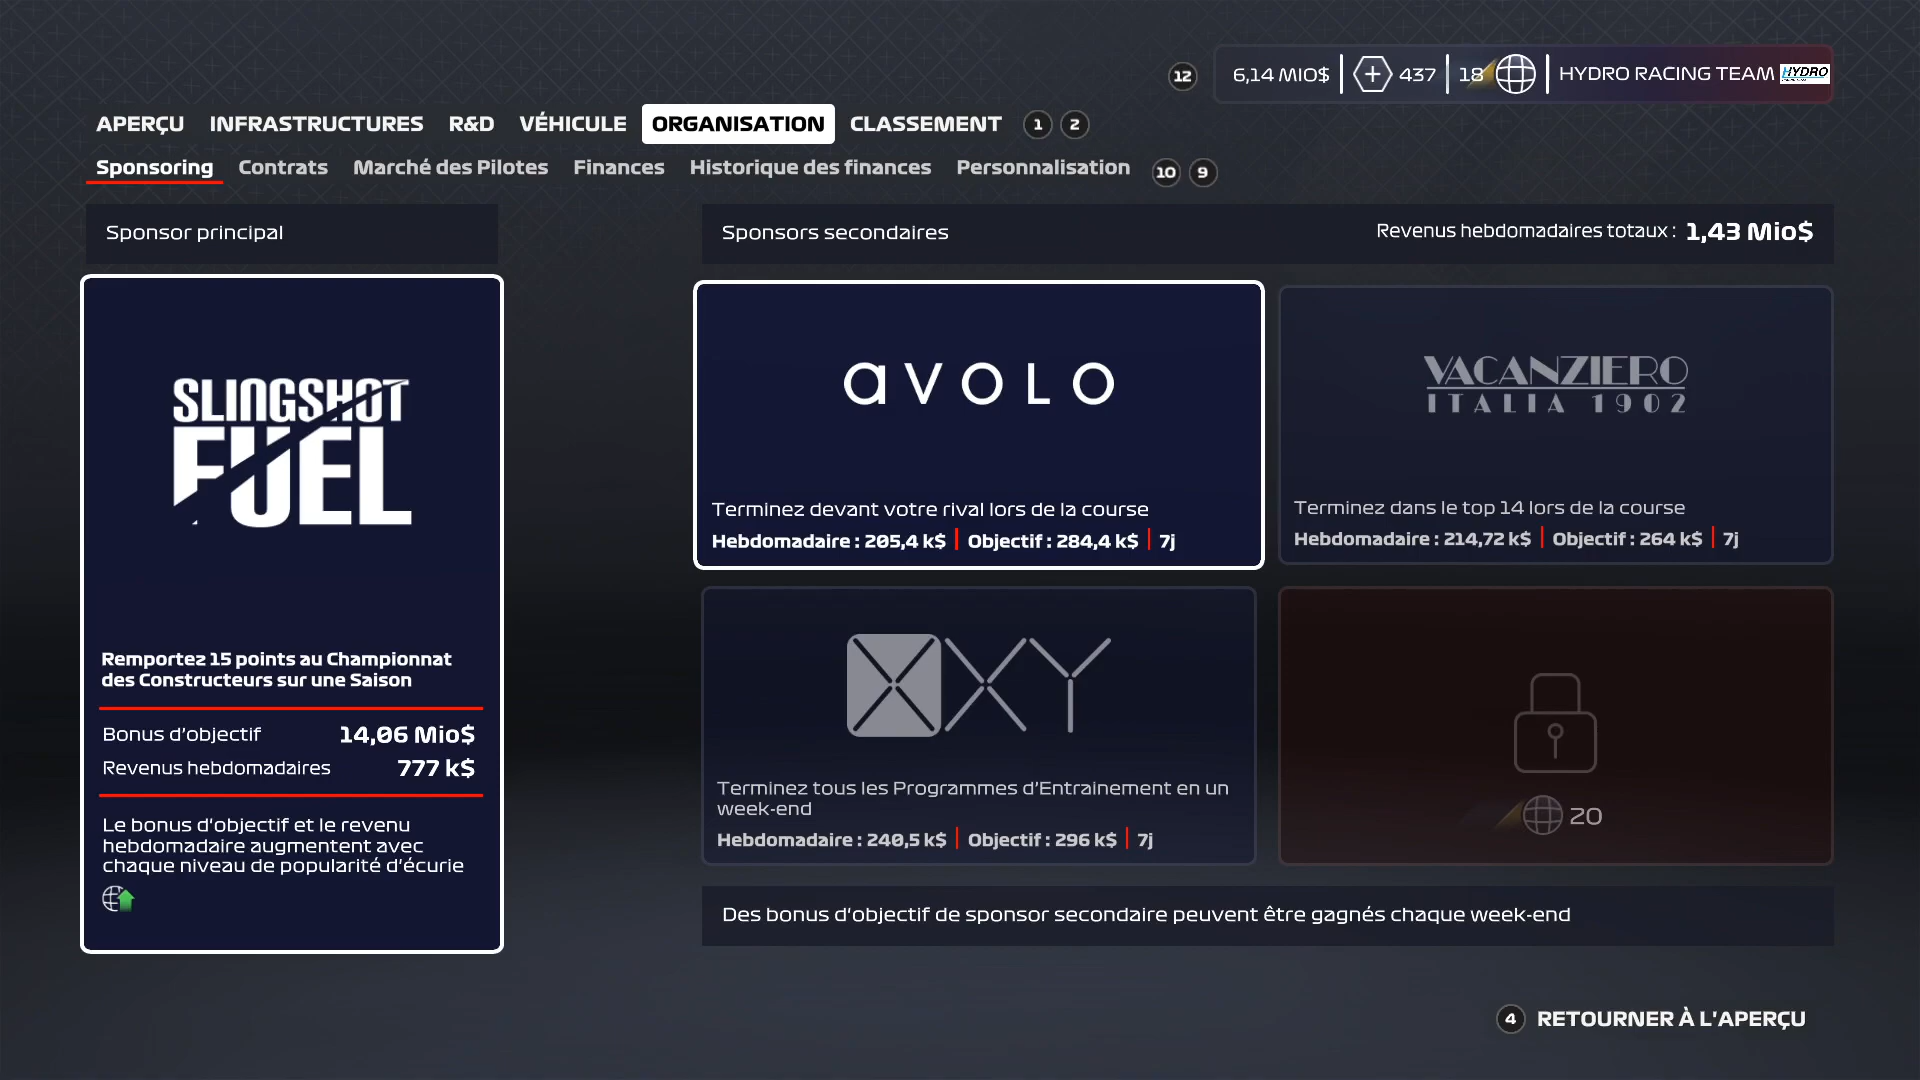 12
6,14 MIO$
437
18
HYDRO RACING TEAM
HYDRO
APERÇU
INFRASTRUCTURES
R&D
VÉHICULE
ORGANISATION
CLASSEMENT
1
2
Sponsoring
Contrats
Marché des Pilotes
Finances
Historique des finances
Personnalisation
10
9
Sponsor principal
SLINGSHOT
FUEL
Remportez 15 points au Championnat
des Constructeurs sur une Saison
Bonus d'objectif 14,06 Mio$
Revenus hebdomadaires 777 k$
Le bonus d'objectif et le revenu
hebdomadaire augmentent avec
chaque niveau de popularité d'écurie
Sponsors secondaires
Revenus hebdomadaires totaux : 1,43 Mio$
avoLo
Terminez devant votre rival lors de la course
Hebdomadaire : 205,4 k$ | Objectif : 284,4 k$ | 7j
VACANZIERO
ITALIA 1902
Terminez dans le top 14 lors de la course
Hebdomadaire : 214,72 k$ | Objectif : 264 k$ | 7j
XXY
Terminez tous les Programmes d'Entrainement en un
week-end
Hebdomadaire : 240,5 k$ | Objectif : 296 k$ | 7j
20
Des bonus d'objectif de sponsor secondaire peuvent être gagnés chaque week-end
4 RETOURNER À L'APERÇU